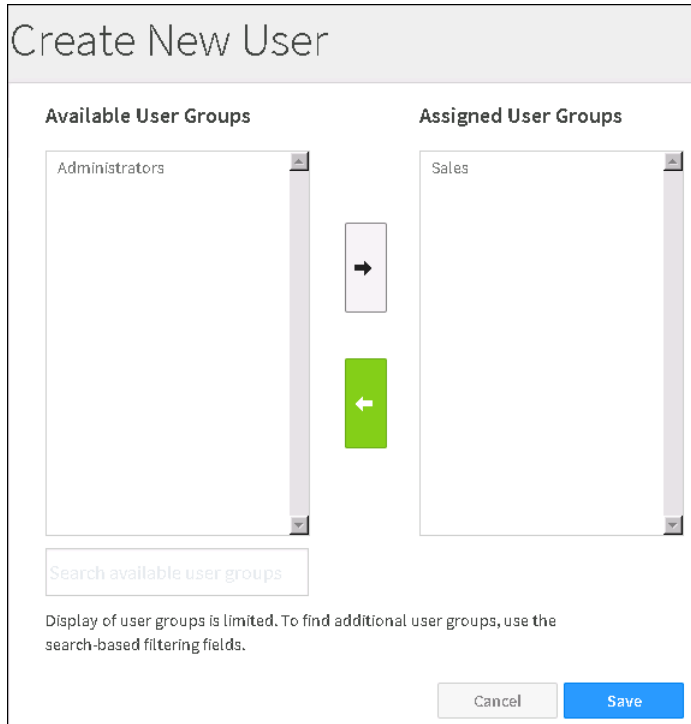 Create New User
Available User Groups
Assigned User Groups
Administrators
Sales
Search available user groups
Display of user groups is limited. To find additional user groups, use the
search-based filtering fields.
Cancel
Save